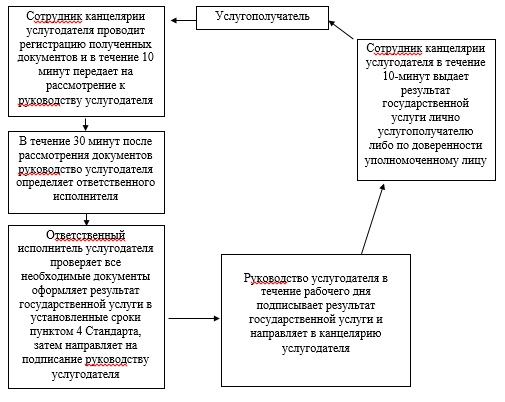 Услугополучатель
Сотрудник канцелярии
услугодателя проводит
регистрацию полученных
документов и в течение 10
минут передает на
рассмотрение к
руководству услугодателя
В течение 30 минут после
рассмотрения документов
руководство услугодателя
определяет ответственного
исполнителя
Ответственный
исполнитель услугодателя
проверяет все
необходимые документы
оформляет результат
государственной услуги в
установленные сроки
пунктом 4 Стандарта,
затем направляет на
подписание руководству
услугодателя
Руководство услугодателя в
течение рабочего дня
подписывает результат
государственной услуги и
направляет в канцелярию
услугодателя
Сотрудник канцелярии
услугодателя в течение
10-минут выдает
результат
государственной
услуги лично
услугополучателю
либо по доверенности
уполномоченному лицу